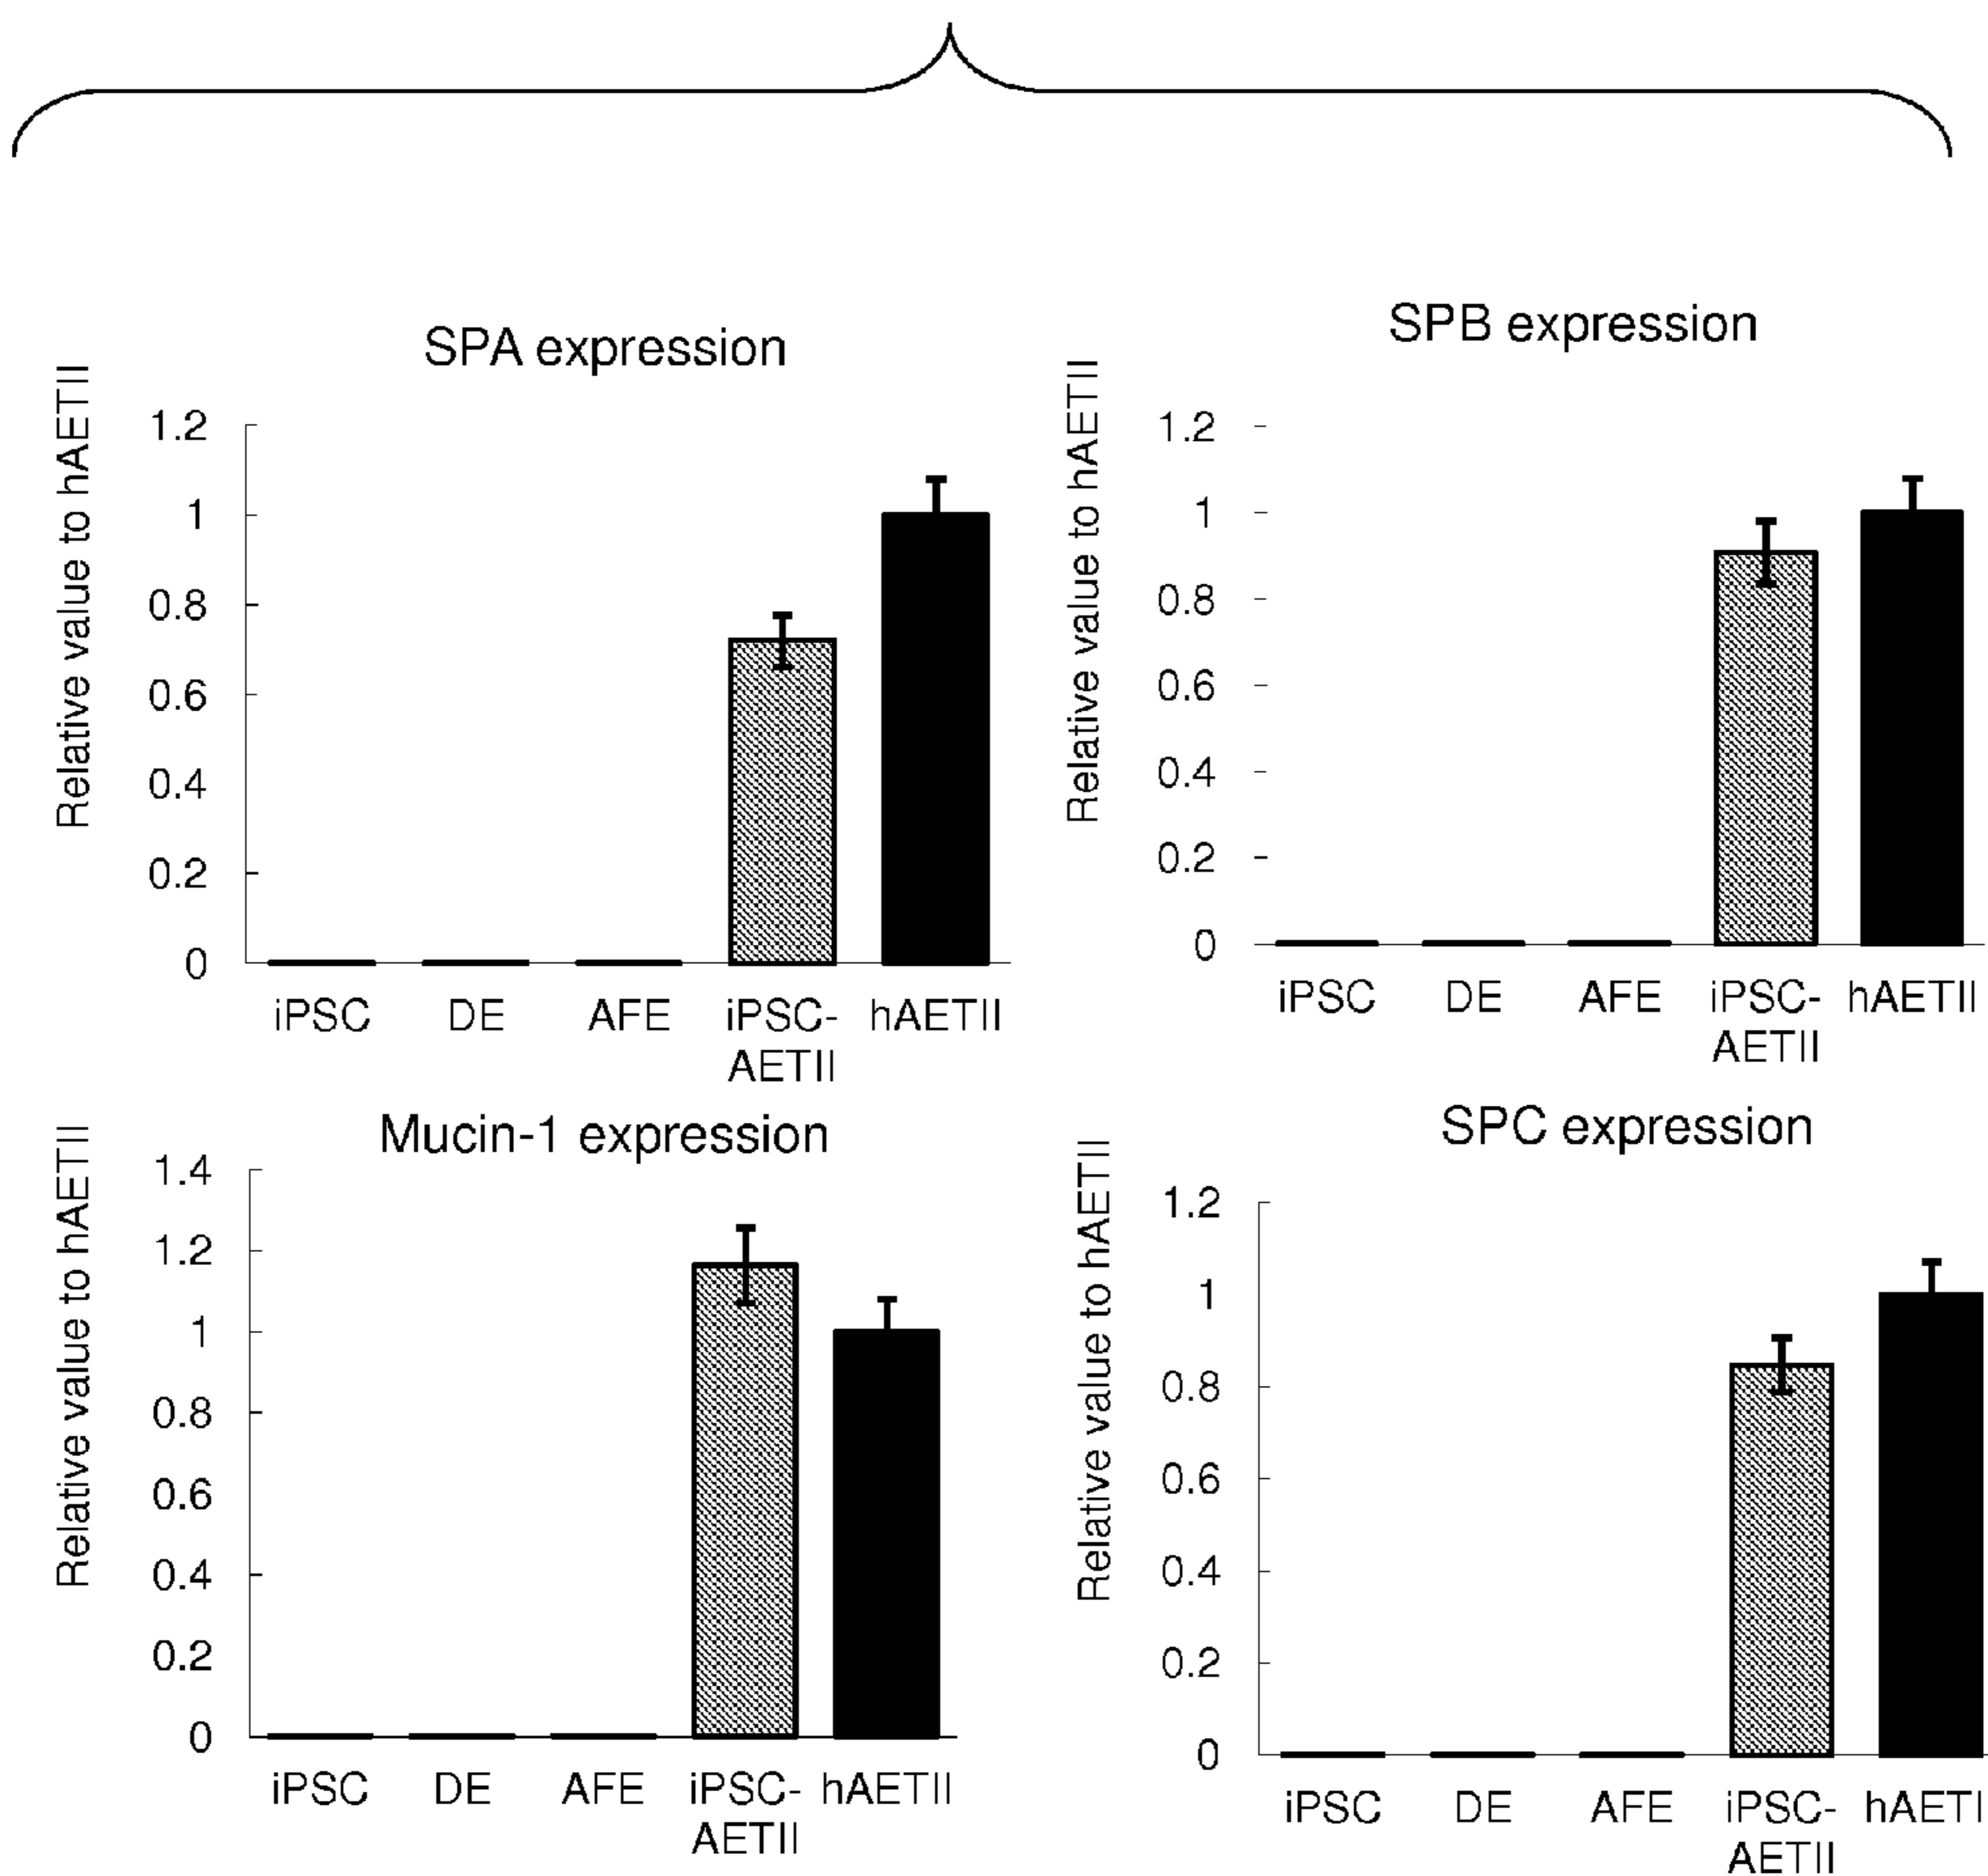 SPA expression
Relative value to hAETII
1.2
1
0.8
0.6
0.4
0.2
0
iPSC DE AFE iPSC- hAETII
AETII
SPB expression
Relative value to hAETII
1.2
1
0.8
0.6
0.4
0.2
0
iPSC DE AFE iPSC- hAETII
AETII
Mucin-1 expression
Relative value to hAETII
1.4
1.2
1
0.8
0.6
0.4
0.2
0
iPSC DE AFE iPSC- hAETII
AETII
SPC expression
Relative value to hAETII
1.2
1
0.8
0.6
0.4
0.2
0
iPSC DE AFE iPSC- hAETI
AETII